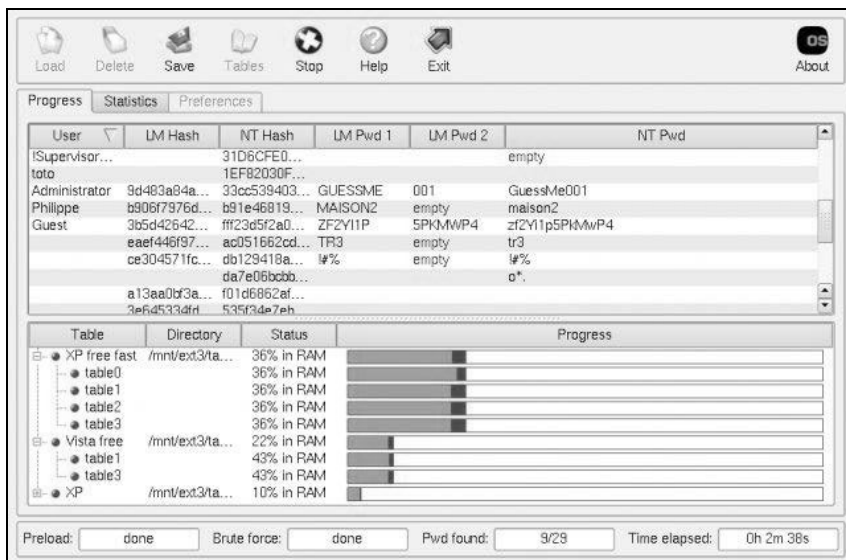 Load Delete Save Tables Stop Help Exit OS About
Progress Statistics Preferences
User LM Hash NT Hash LM Pwd 1 LM Pwd 2 NT Pwd
!Supervisor... 31D6CFE0... empty
toto 1EF82030F...
Administrator 9d483a84a... 33cc539403... GUESSME 001 GuessMe001
Philippe b906f7976d... b91e46819... MAISON2 empty maison2
Guest 3b5d42642... fff23d5f2a0... ZF2YI1P 5PKMWP4 zf2Yi1p5PkMwP4
eaef446f97... ac051662cd... TR3 empty tr3
ce304571fc... db129418a... !#% empty !#%
da7e06bcbb... o*.
a13aa0bf3a... f01d6862af...
3e645334fd 535f34e7eb
Table Directory Status Progress
XP free fast /mnt/ext3/ta... 36% in RAM
table0 36% in RAM
table1 36% in RAM
table2 36% in RAM
table3 36% in RAM
Vista free /mnt/ext3/ta... 22% in RAM
table1 43% in RAM
table3 43% in RAM
XP /mnt/ext3/ta... 10% in RAM
Preload: done Brute force: done Pwd found: 9/29 Time elapsed: 0h 2m 38s